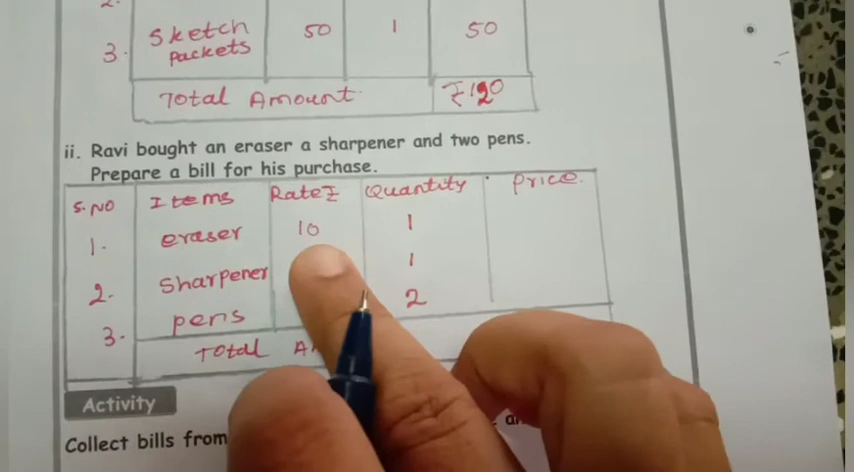 2.
3. Sketch packets 50 1 50
Total Amount ₹120
ii. Ravi bought an eraser a sharpener and two pens.
Prepare a bill for his purchase.
S.NO Items Rate₹ Quantity Price
1. eraser 10 1
2. Sharpener 1
3. pens 2
Total
Activity
Collect bills from